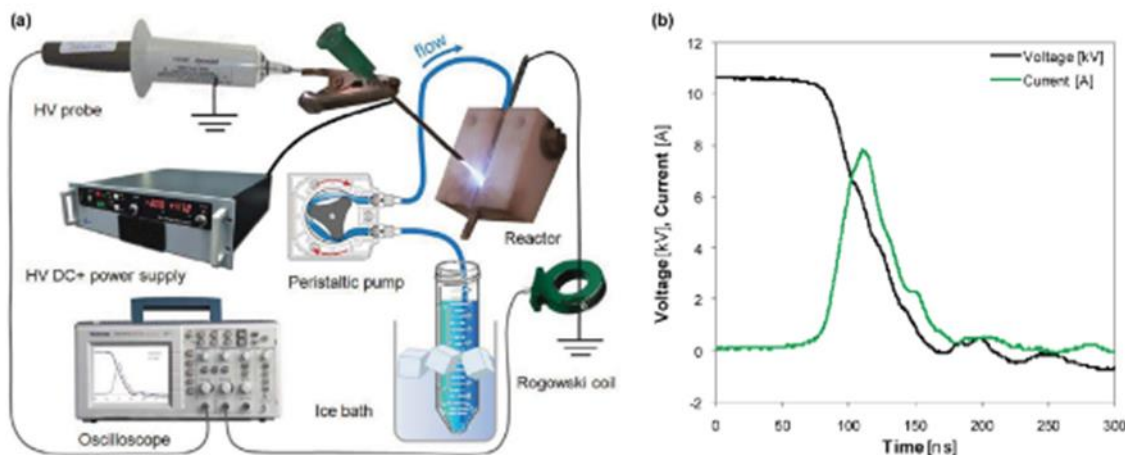 (a)
flow
HV probe
HV DC+ power supply
Peristaltic pump
Reactor
Rogowski coil
Ice bath
Oscilloscope
(b)
12
10
8
6
4
2
0
-2
Voltage [kV], Current [A]
Voltage [kV]
Current [A]
0
50
100
150
200
250
300
Time [ns]